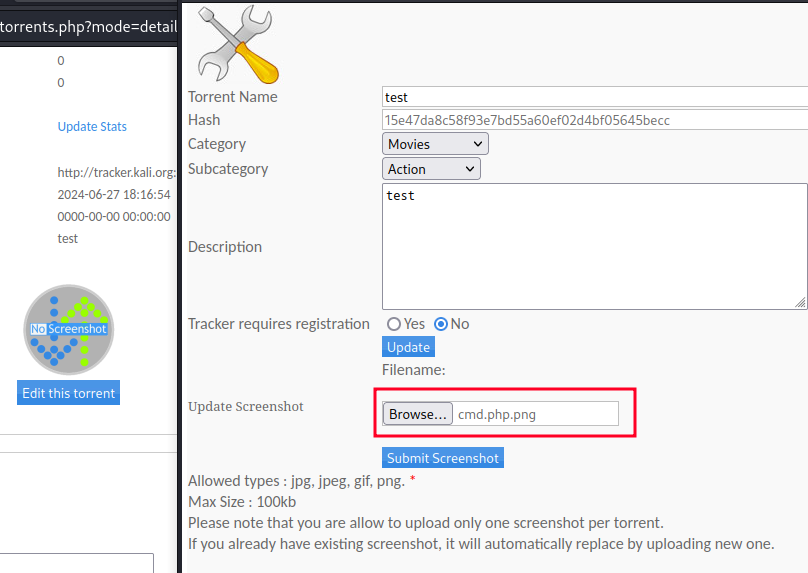 torrents.php?mode=detail
0
0
Update Stats
http://tracker.kali.org:
2024-06-27 18:16:54
0000-00-00 00:00:00
test
No Screenshot
Edit this torrent
Torrent Name test
Hash 15e47da8c58f93e7bd55a60ef02d4bf05645becc
Category Movies
Subcategory Action
test
Description
Tracker requires registration Yes No
Update
Filename:
Update Screenshot Browse... cmd.php.png
Submit Screenshot
Allowed types : jpg, jpeg, gif, png. *
Max Size : 100kb
Please note that you are allow to upload only one screenshot per torrent.
If you already have existing screenshot, it will automatically replace by uploading new one.